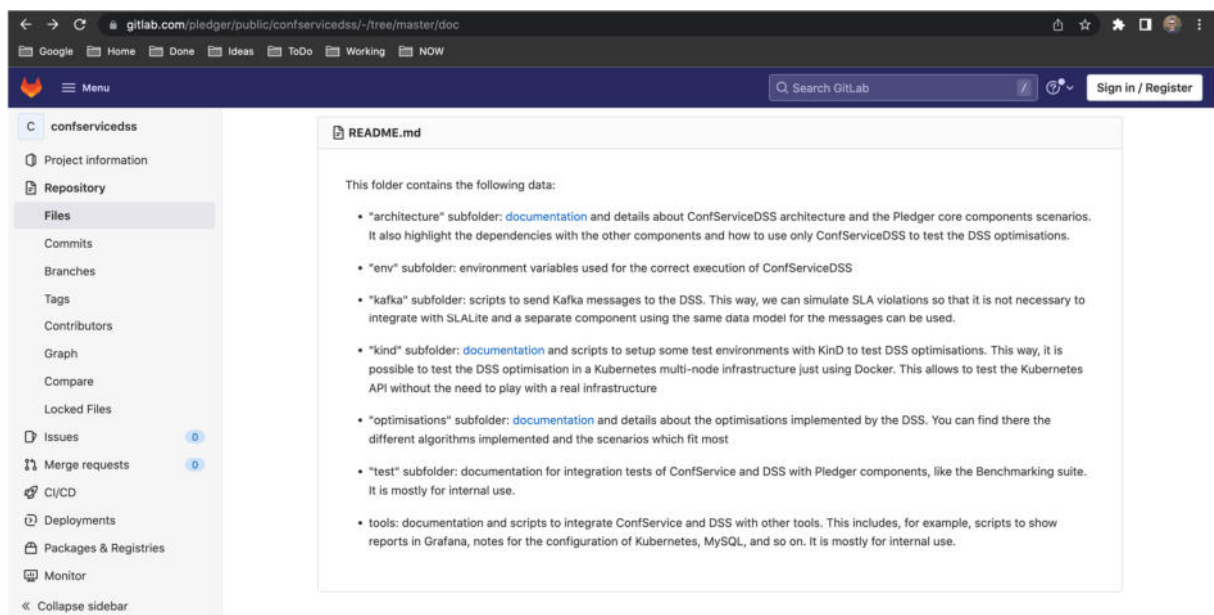 gitlab.com/pledger/public/confservicedss/-/tree/master/doc
Google Home Done Ideas ToDo Working NOW
Menu
Search GitLab
/
Sign in / Register
C confservicedss
Project information
Repository
Files
Commits
Branches
Tags
Contributors
Graph
Compare
Locked Files
Issues 0
Merge requests 0
CI/CD
Deployments
Packages & Registries
Monitor
« Collapse sidebar
README.md
This folder contains the following data:
• "architecture" subfolder: documentation and details about ConfServiceDSS architecture and the Pledger core components scenarios.
It also highlight the dependencies with the other components and how to use only ConfServiceDSS to test the DSS optimisations.
• "env" subfolder: environment variables used for the correct execution of ConfServiceDSS
• "kafka" subfolder: scripts to send Kafka messages to the DSS. This way, we can simulate SLA violations so that it is not necessary to
integrate with SLALite and a separate component using the same data model for the messages can be used.
• "kind" subfolder: documentation and scripts to setup some test environments with KinD to test DSS optimisations. This way, it is
possible to test the DSS optimisation in a Kubernetes multi-node infrastructure just using Docker. This allows to test the Kubernetes
API without the need to play with a real infrastructure
• "optimisations" subfolder: documentation and details about the optimisations implemented by the DSS. You can find there the
different algorithms implemented and the scenarios which fit most
• "test" subfolder: documentation for integration tests of ConfService and DSS with Pledger components, like the Benchmarking suite.
It is mostly for internal use.
• tools: documentation and scripts to integrate ConfService and DSS with other tools. This includes, for example, scripts to show
reports in Grafana, notes for the configuration of Kubernetes, MySQL, and so on. It is mostly for internal use.